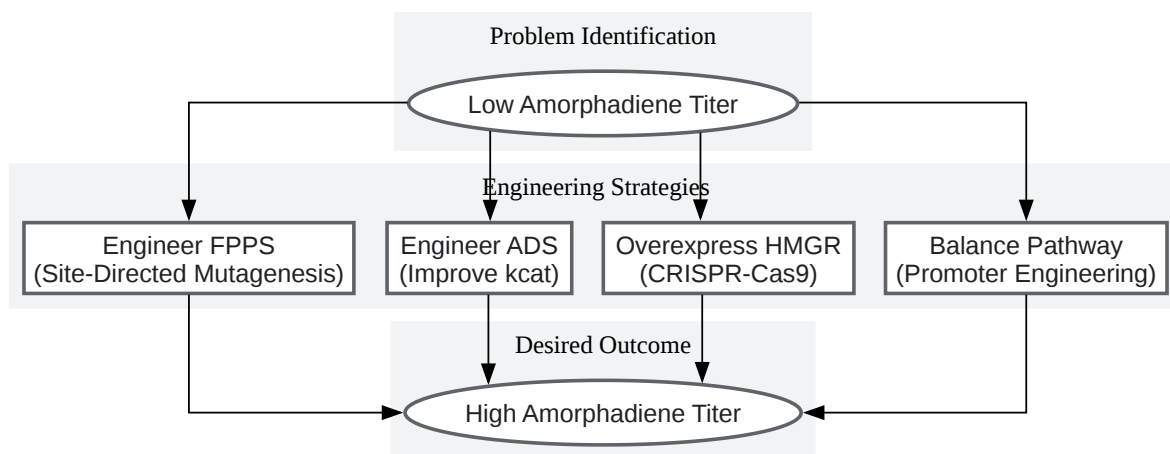 Problem Identification
Low Amorphadiene Titer
Engineering Strategies
Engineer FPPS
(Site-Directed Mutagenesis)
Engineer ADS
(Improve kcat)
Overexpress HMGR
(CRISPR-Cas9)
Balance Pathway
(Promoter Engineering)
Desired Outcome
High Amorphadiene Titer